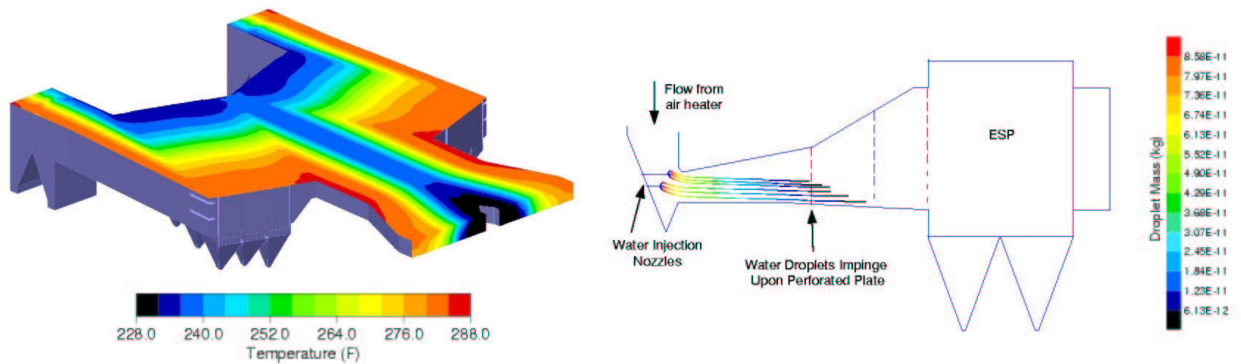 228.0 240.0 252.0 264.0 276.0 288.0
Temperature (F)
Flow from
air heater
ESP
Water Injection
Nozzles
Water Droplets Impinge
Upon Perforated Plate
Droplet Mass (kg)
8.58E-11
7.97E-11
7.36E-11
6.74E-11
6.13E-11
5.52E-11
4.90E-11
4.29E-11
3.68E-11
3.07E-11
2.45E-11
1.84E-11
1.23E-11
6.13E-12